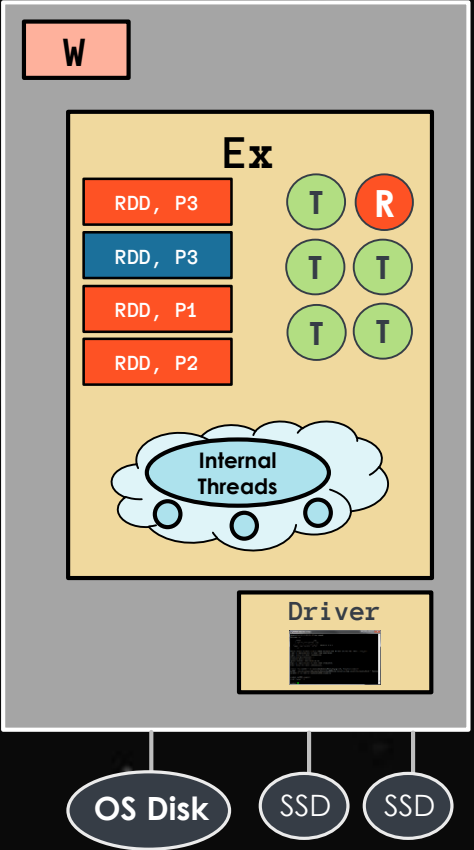 W
Ex
RDD, P3
T R
RDD, P3
T T
RDD, P1
T T
RDD, P2
Internal
Threads
Driver
OS Disk
SSD
SSD